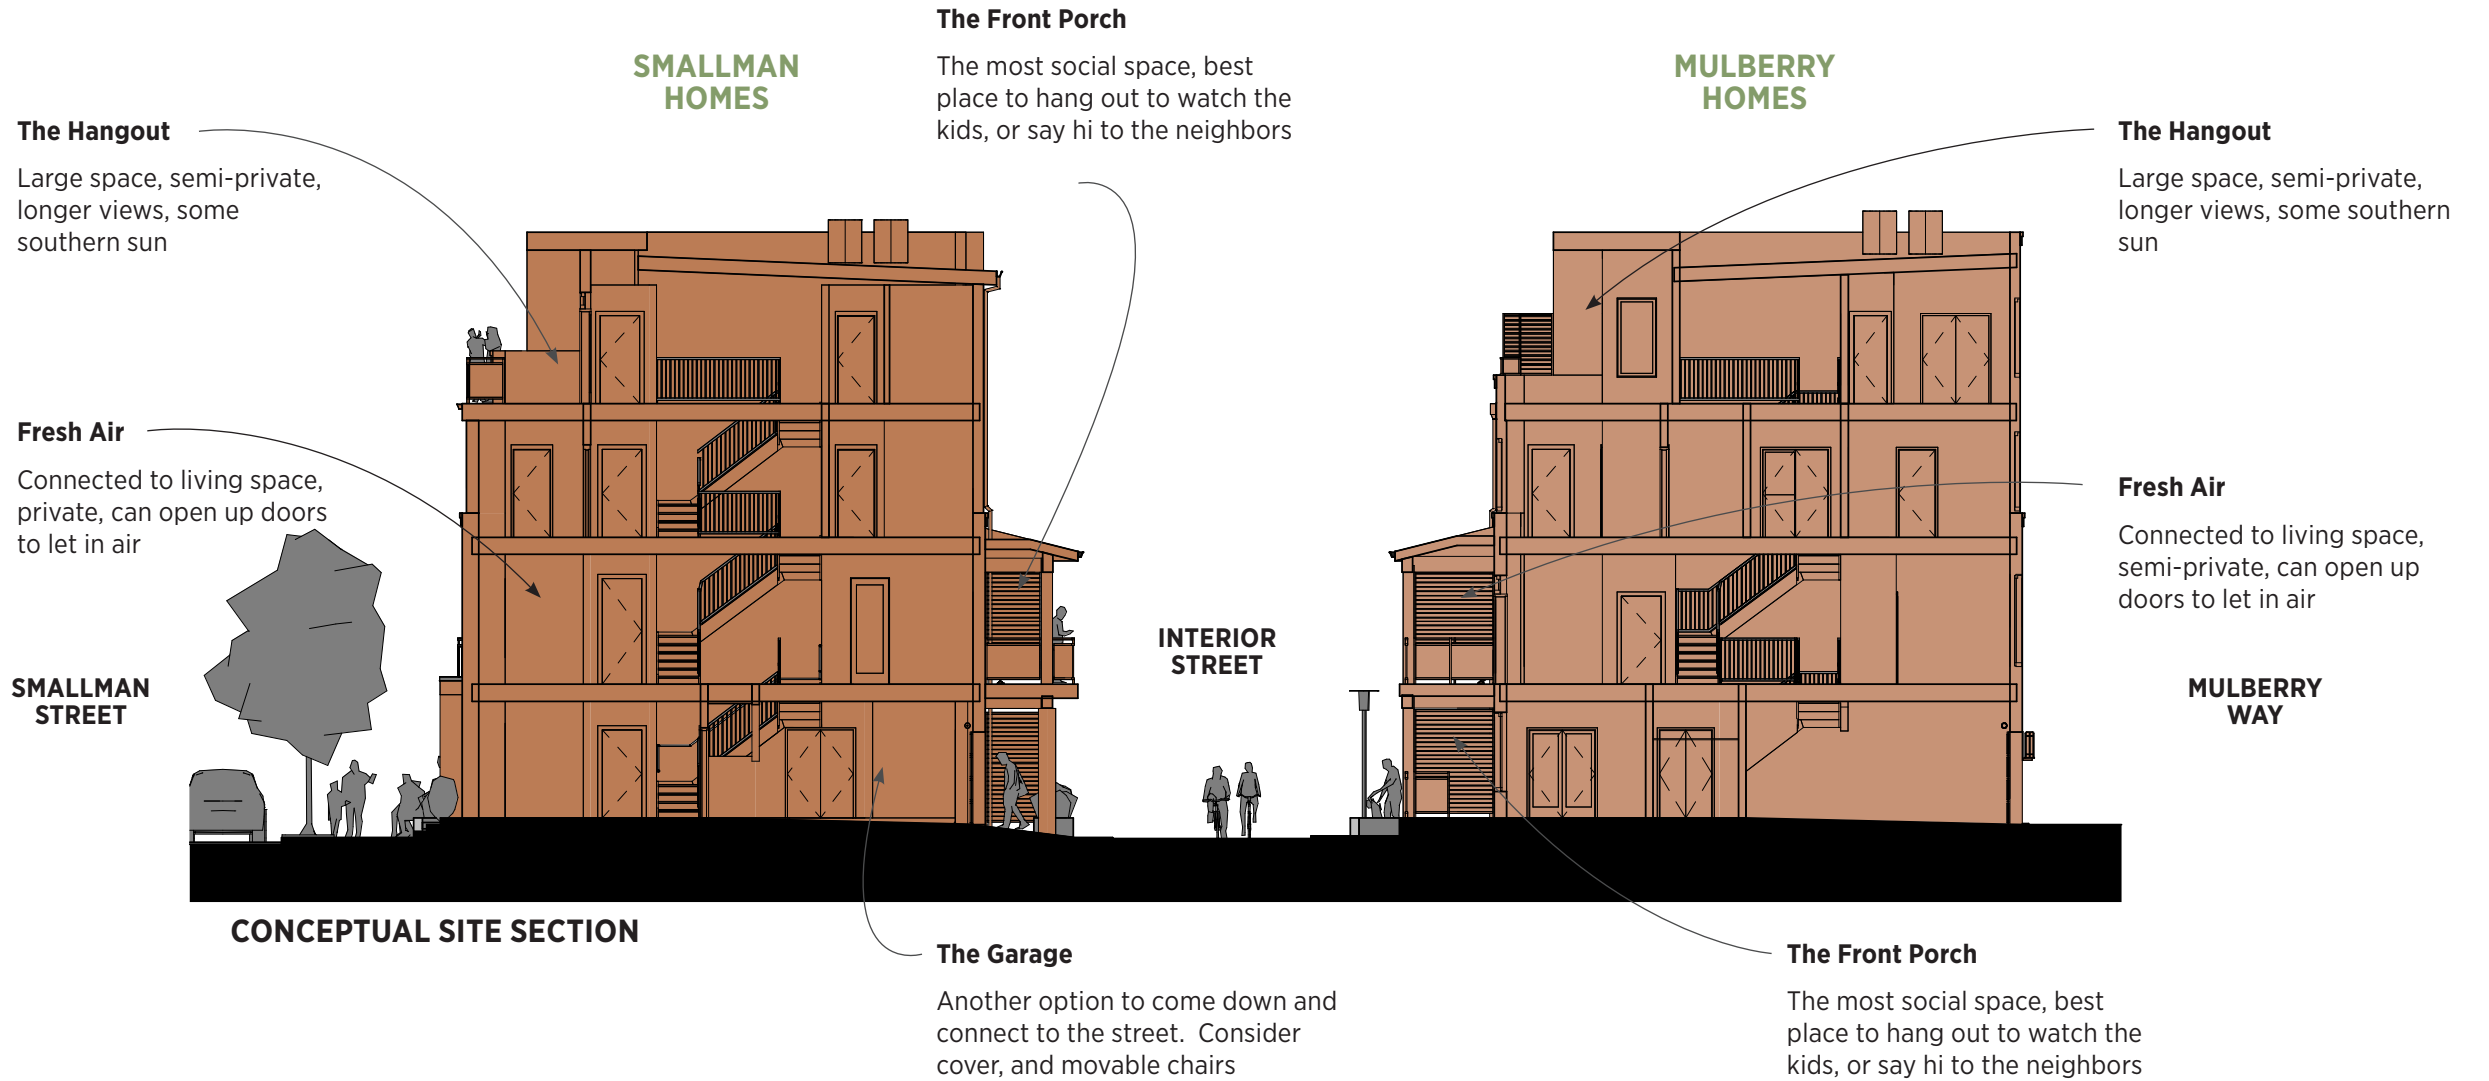 The Front Porch
The most social space, best
place to hang out to watch the
kids, or say hi to the neighbors
SMALLMAN
HOMES
MULBERRY
HOMES
The Hangout
Large space, semi-private,
longer views, some
southern sun
The Hangout
Large space, semi-private,
longer views, some southern
sun
Fresh Air
Connected to living space,
private, can open up doors
to let in air
Fresh Air
Connected to living space,
semi-private, can open up
doors to let in air
SMALLMAN
STREET
INTERIOR
STREET
MULBERRY
WAY
CONCEPTUAL SITE SECTION
The Garage
Another option to come down and
connect to the street.  Consider
cover, and movable chairs
The Front Porch
The most social space, best
place to hang out to watch the
kids, or say hi to the neighbors